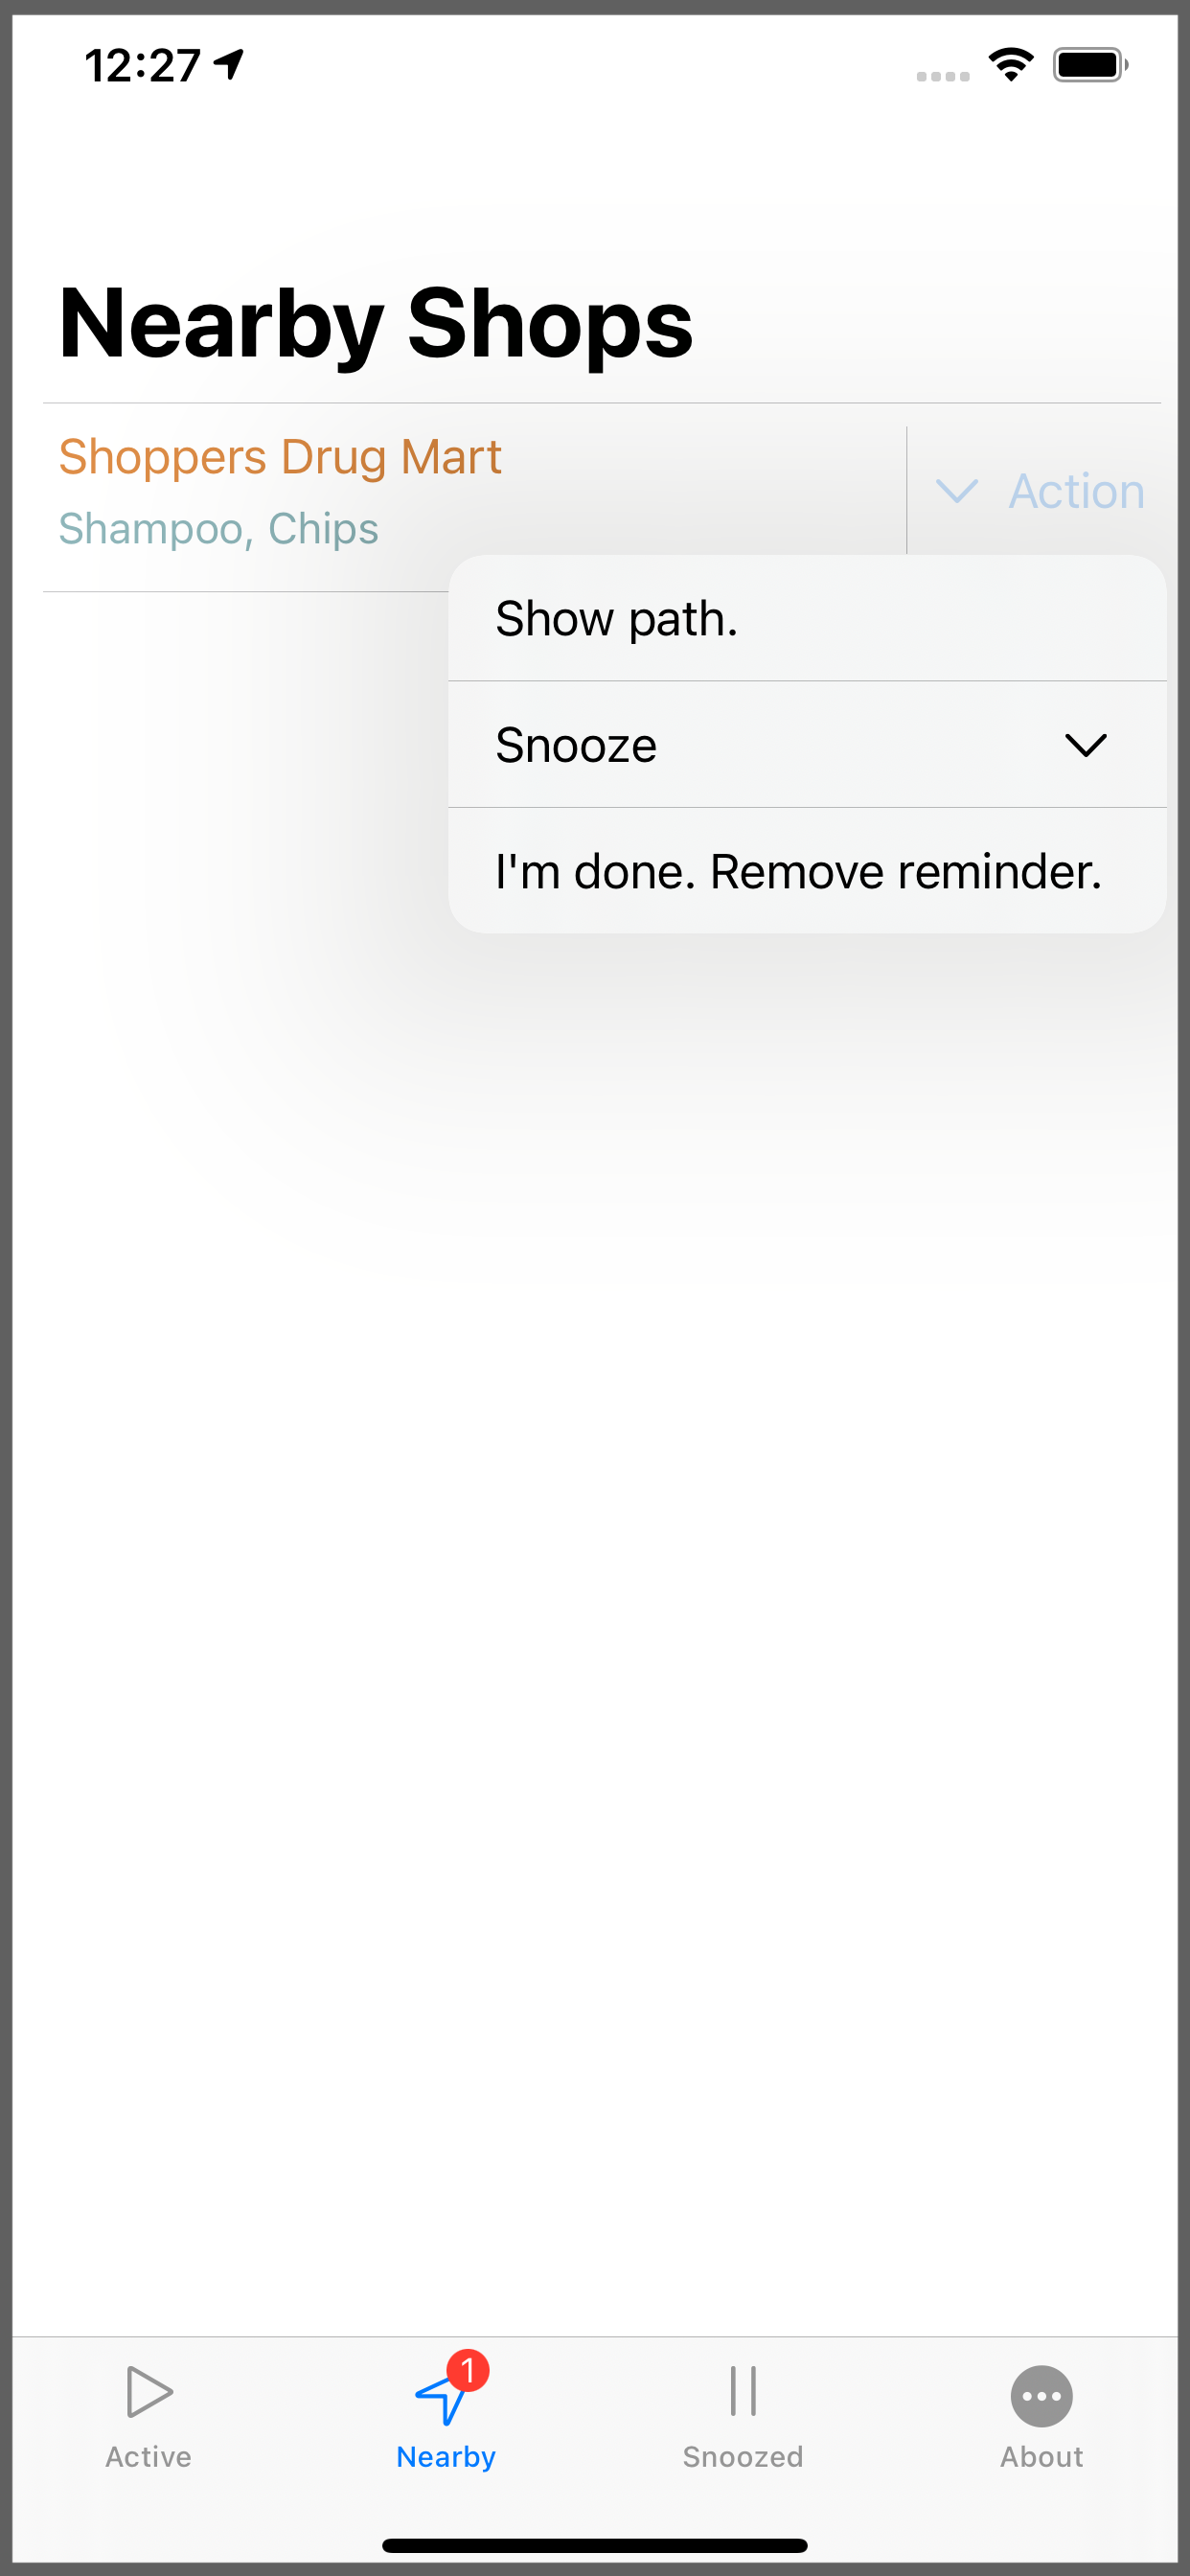 12:27
Nearby Shops
Shoppers Drug Mart
Action
Shampoo, Chips
Show path.
Snooze
I'm done. Remove reminder.
1
Active
Nearby
Snoozed
About